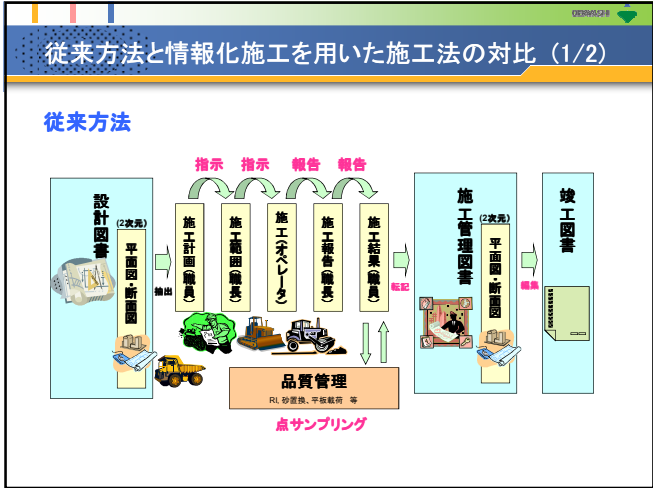 従来方法と情報化施工を用いた施工法の対比 (1/2)
従来方法
指示
指示
報告
報告
設計図書
(2次元)
平面図・断面図
抽出
施工計画(職員)
施工範囲(職長)
施工(オペレータ)
施工報告(職長)
施工結果(職員)
転記
施工管理図書
(2次元)
平面図・断面図
編集
竣工図書
品質管理
RI、砂置換、平板載荷 等
点サンプリング